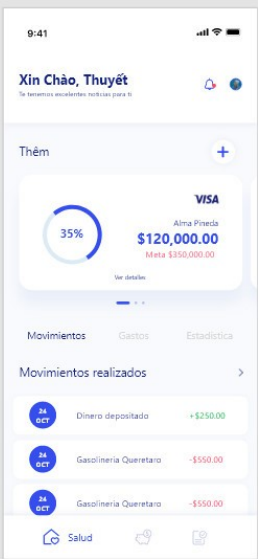 9:41
Xin Chào, Thuyết
Te tenemos excelentes noticias para ti
Thêm
+
VISA
35%
Alma Pineda
$120,000.00
Meta $350,000.00
Ver detalles
Movimientos Gastos Estadística
Movimientos realizados
24 OCT
Dinero depositado
+$250.00
24 OCT
Gasolineria Queretaro
-$550.00
24 OCT
Gasolineria Queretaro
-$550.00
Salud